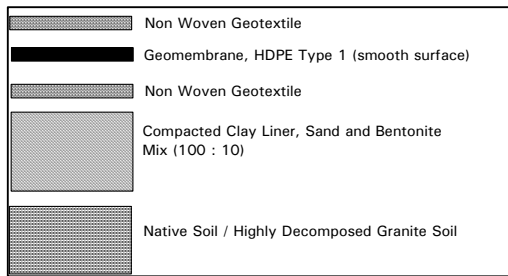 Non Woven Geotextile
Geomembrane, HDPE Type 1 (smooth surface)
Non Woven Geotextile
Compacted Clay Liner, Sand and Bentonite
Mix (100 : 10)
Native Soil / Highly Decomposed Granite Soil